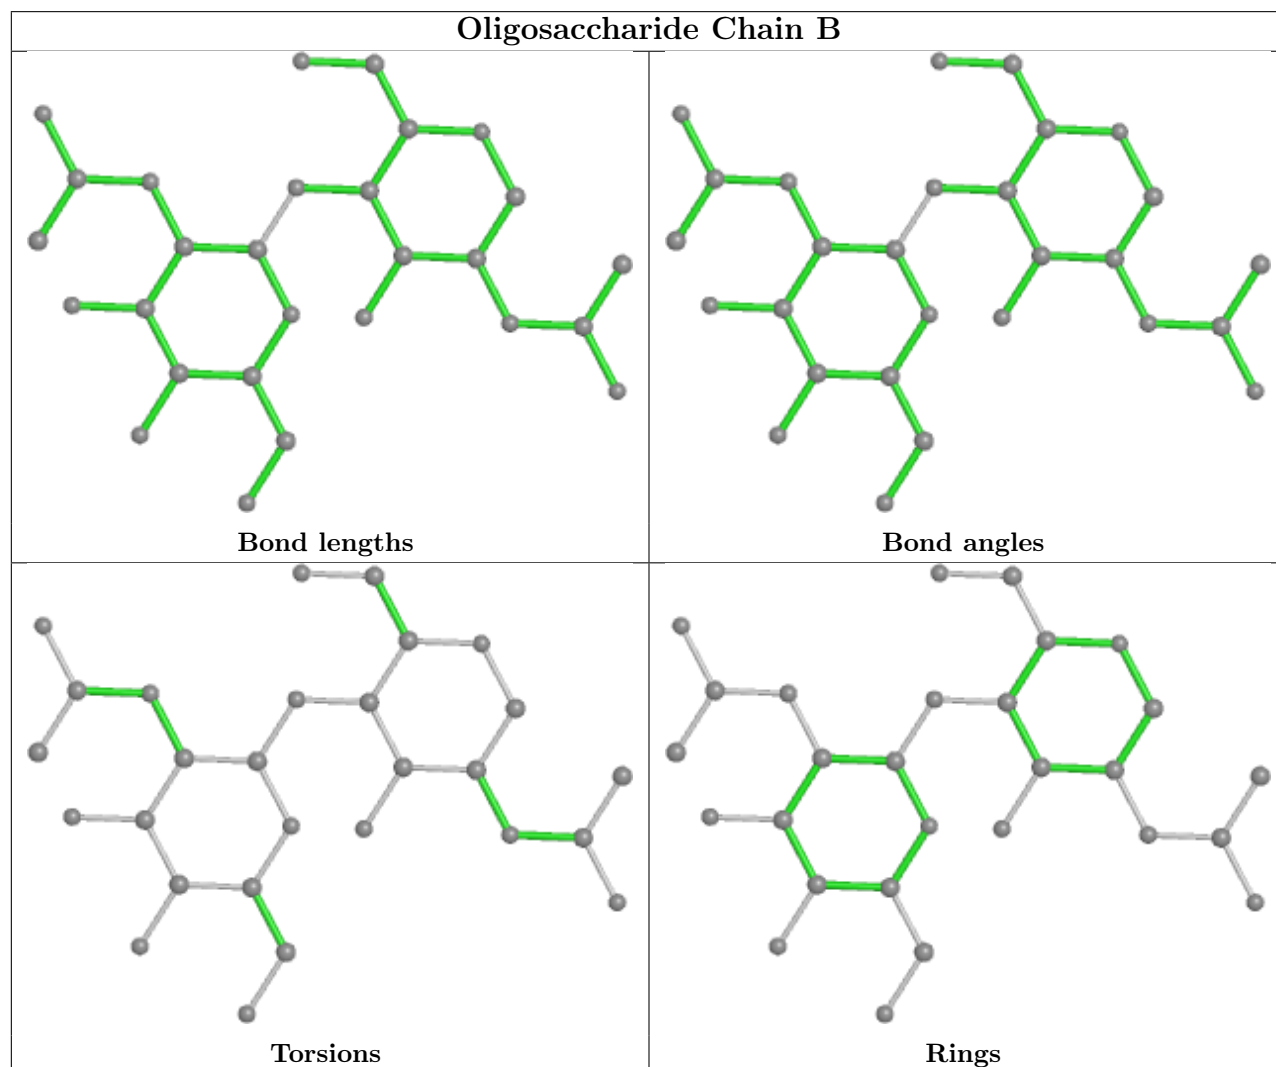 Oligosaccharide Chain B
Bond lengths
Bond angles
Torsions
Rings